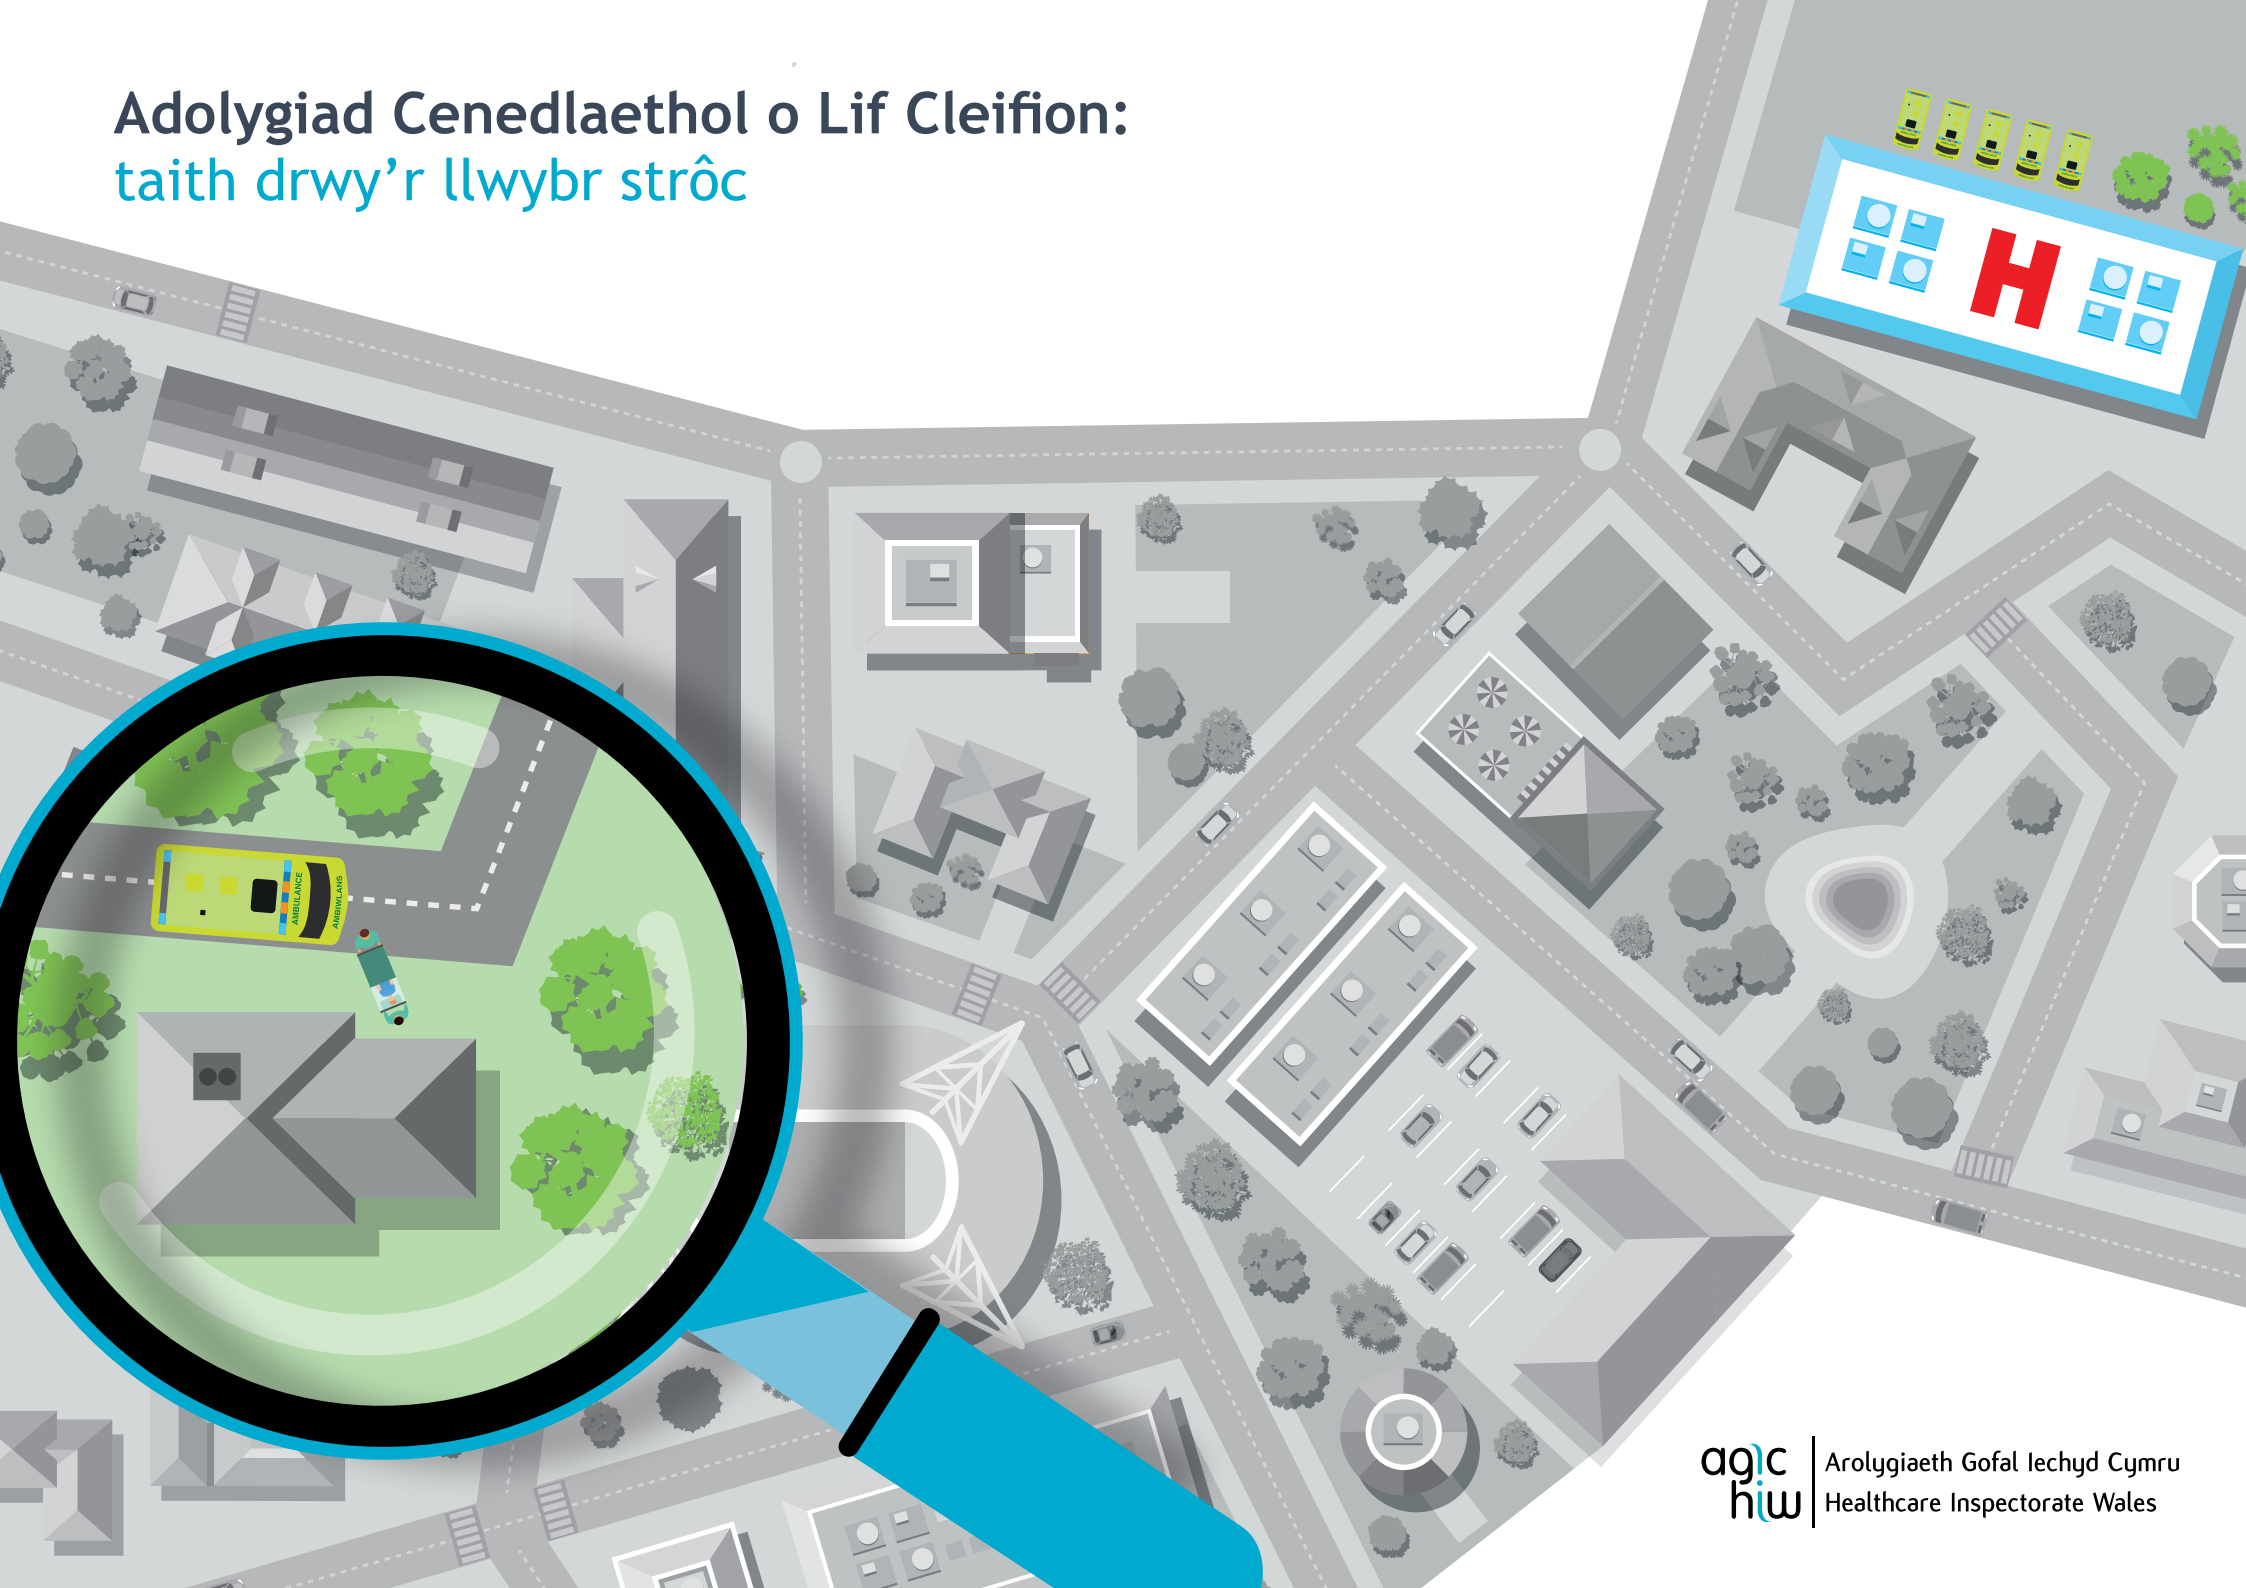 Adolygiad Cenedlaethol o Lif Cleifion:
taith drwy’r llwybr strôc
H
AMBULANCE
AMBIWLANS
agic
hiw
Arolygiaeth Gofal Iechyd Cymru
Healthcare Inspectorate Wales